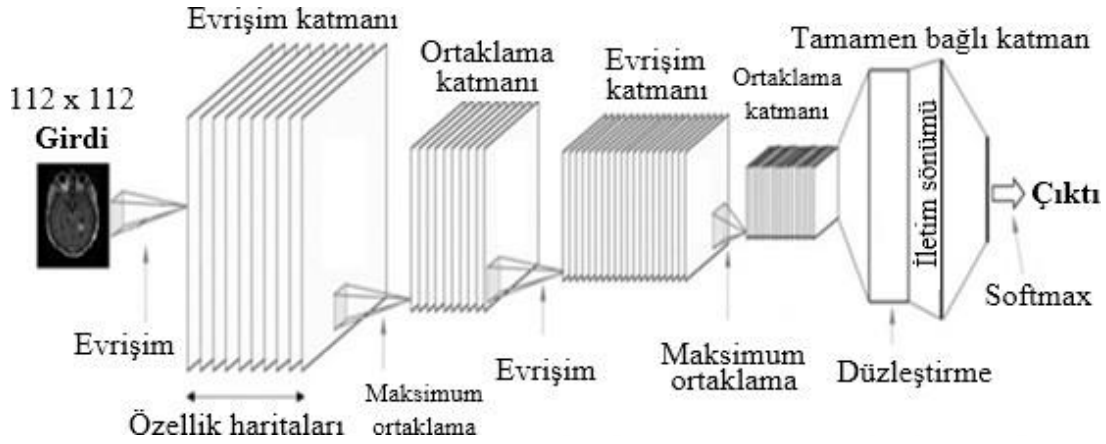 Evrişim katmanı
Ortaklama
katmanı
Evrişim
katmanı
Ortaklama
katmanı
Tamamen bağlı katman
112 x 112
Girdi
İletim sönümü
Çıktı
Softmax
Evrişim
Maksimum
ortaklama
Evrişim
Maksimum
ortaklama
Düzleştirme
Özellik haritaları